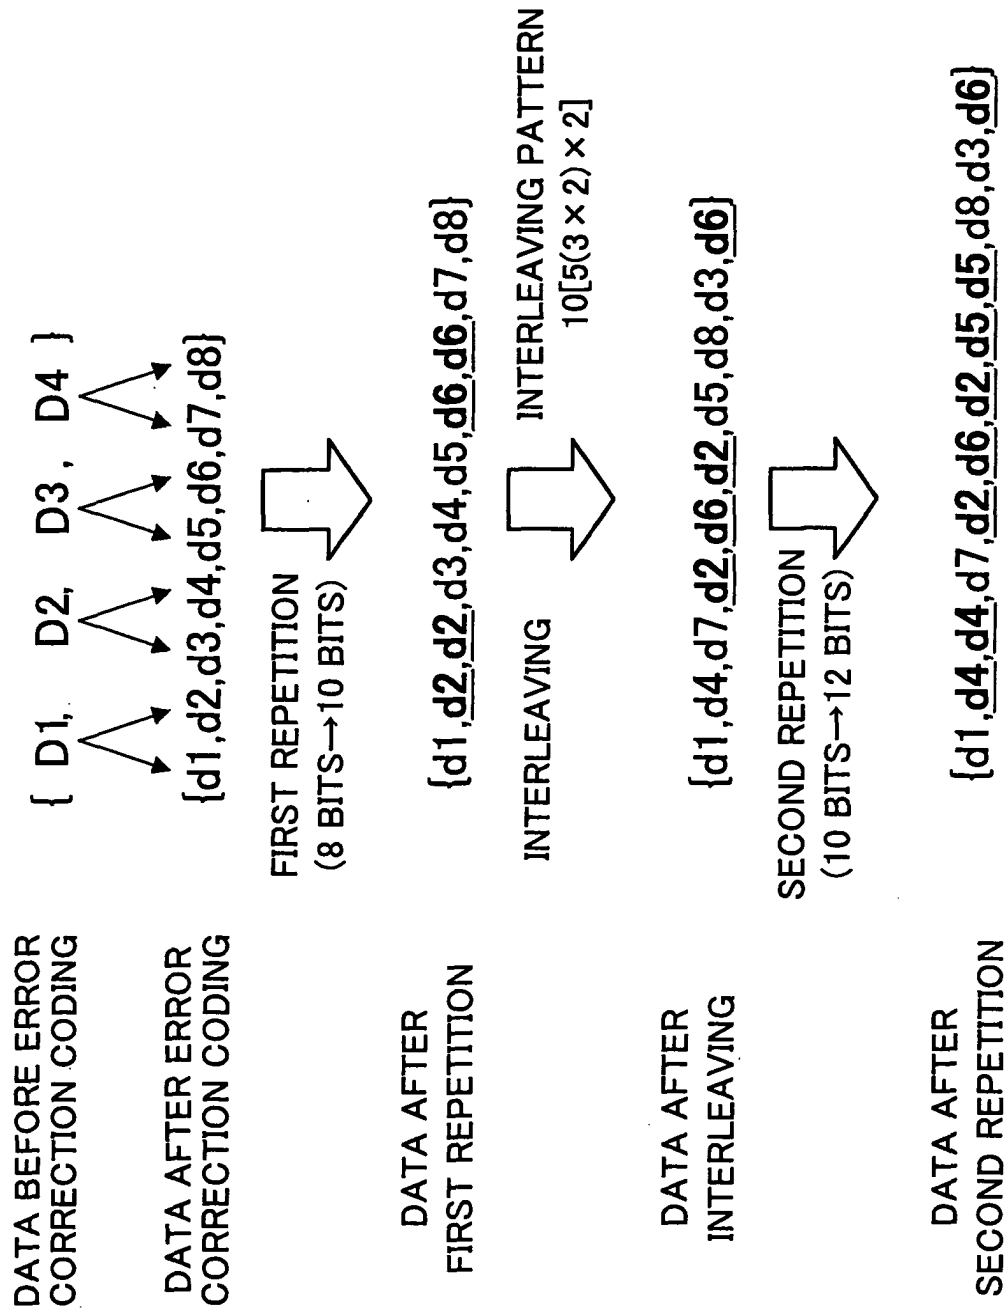 DATA BEFORE ERROR
CORRECTION CODING
{ D1, D2, D3, D4 }
DATA AFTER ERROR
CORRECTION CODING
{d1,d2,d3,d4,d5,d6,d7,d8}
FIRST REPETITION
(8 BITS→10 BITS)
DATA AFTER
FIRST REPETITION
{d1,d2,d2,d3,d4,d5,d6,d6,d7,d8}
INTERLEAVING
INTERLEAVING PATTERN
10[5(3×2)×2]
DATA AFTER
INTERLEAVING
{d1,d4,d7,d2,d6,d2,d5,d8,d3,d6}
SECOND REPETITION
(10 BITS→12 BITS)
DATA AFTER
SECOND REPETITION
{d1,d4,d4,d7,d2,d6,d2,d5,d5,d8,d3,d6}